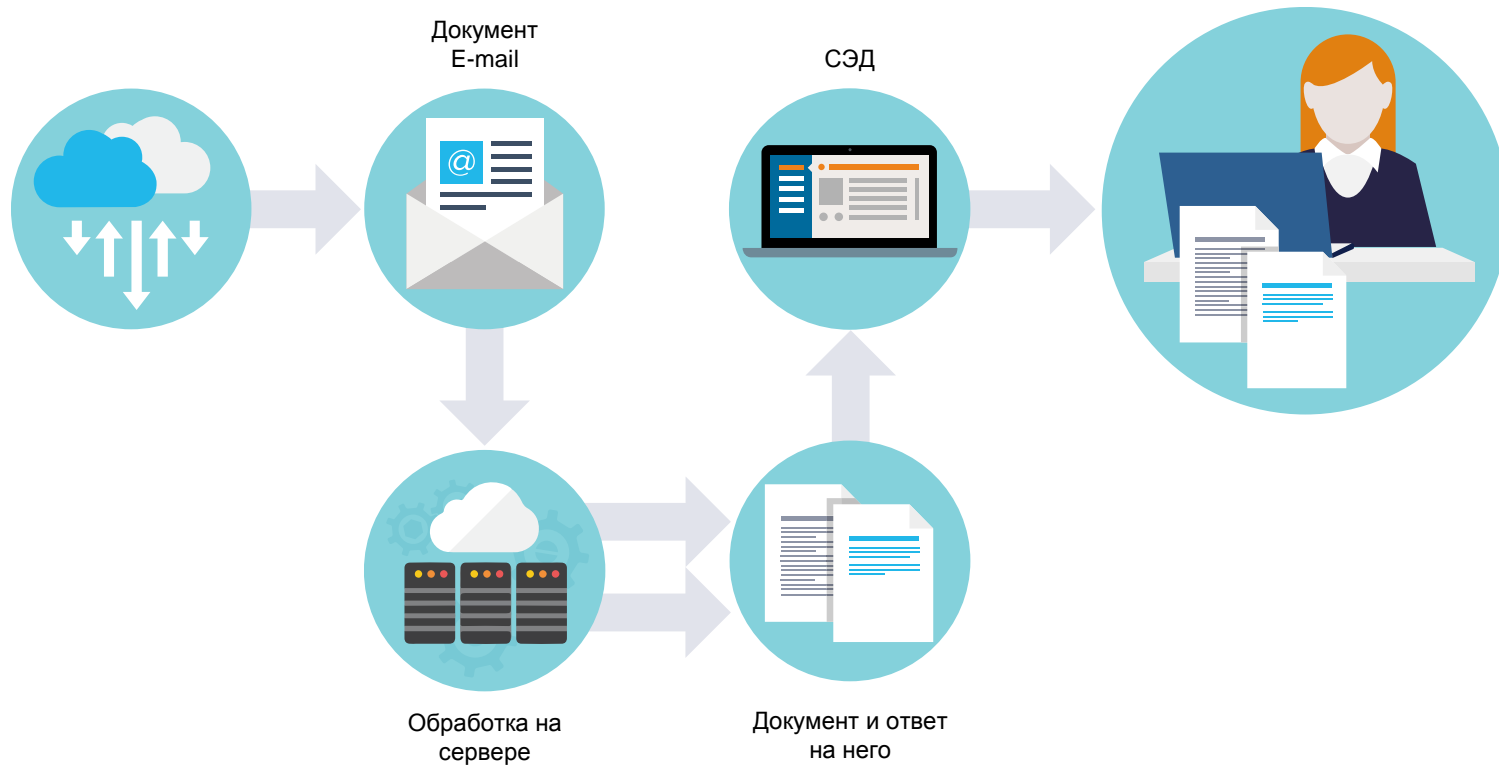 Документ
E-mail
СЭД
@
Обработка на
сервере
Документ и ответ
на него